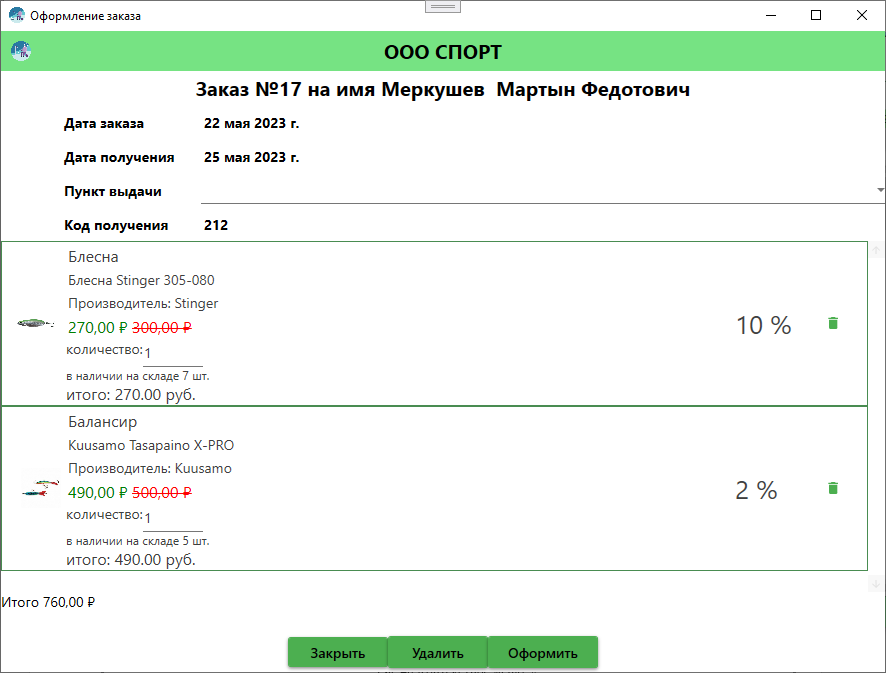 Оформление заказа
ООО СПОРТ
Заказ №17 на имя Меркушев  Мартын Федотович
Дата заказа 22 мая 2023 г.
Дата получения 25 мая 2023 г.
Пункт выдачи
Код получения 212
Блесна
Блесна Stinger 305-080
Производитель: Stinger
270,00 ₽ 300,00 ₽
10 %
количество: 1
в наличии на складе 7 шт.
итого: 270.00 руб.
Балансир
Kuusamo Tasapaino X-PRO
Производитель: Kuusamo
490,00 ₽ 500,00 ₽
2 %
количество: 1
в наличии на складе 5 шт.
итого: 490.00 руб.
Итого 760,00 ₽
Закрыть Удалить Оформить